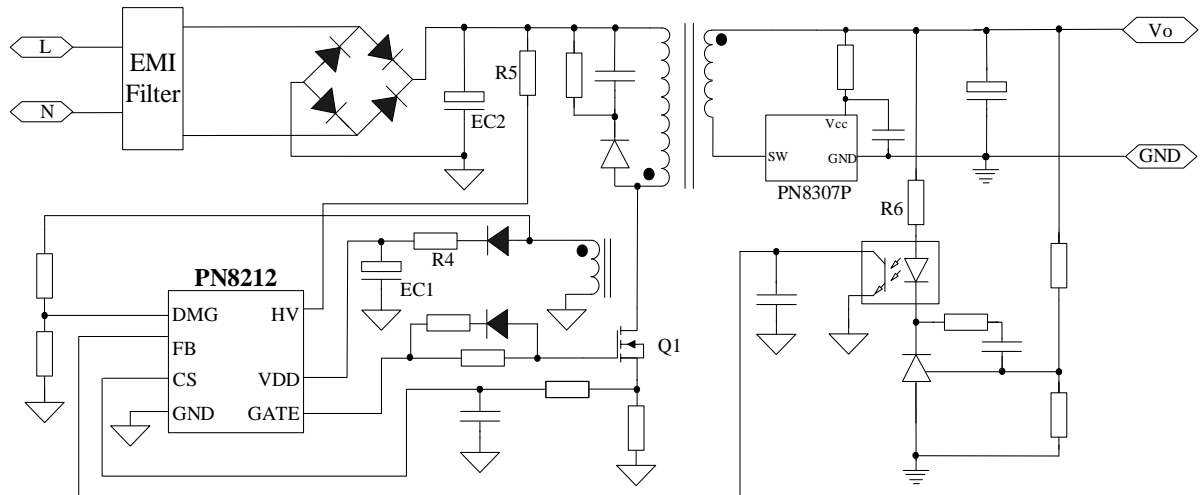 L
EMI
Filter
N
R5
EC2
Vcc
SW
GND
PN8307P
Vo
GND
R6
R4
EC1
PN8212
DMG
HV
FB
CS
VDD
GND
GATE
Q1